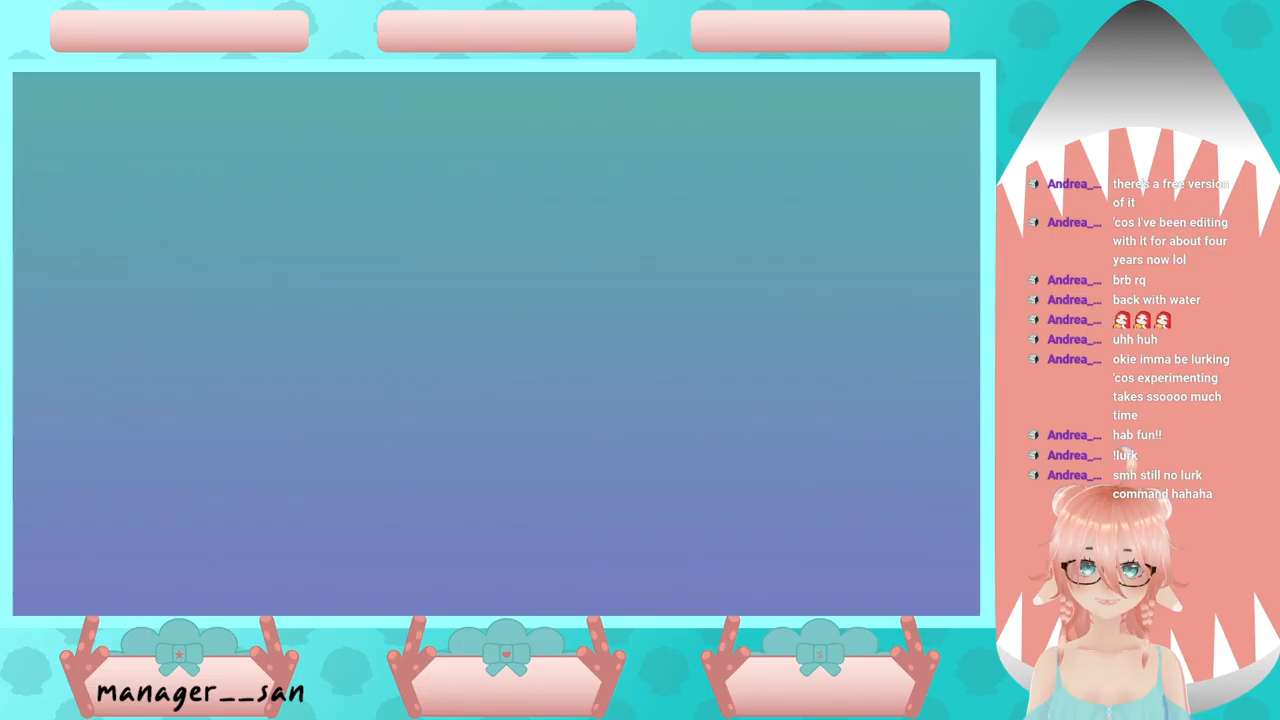 Andrea_... there's a free version
of it
Andrea_... 'cos I've been editing
with it for about four
years now lol
Andrea_... brb rq
Andrea_... back with water
Andrea_...
Andrea_... uhh huh
Andrea_... okie imma be lurking
'cos experimenting
takes ssoooo much
time
Andrea_... hab fun!!
Andrea_... !lurk
Andrea_... smh still no lurk
command hahaha
manager__san